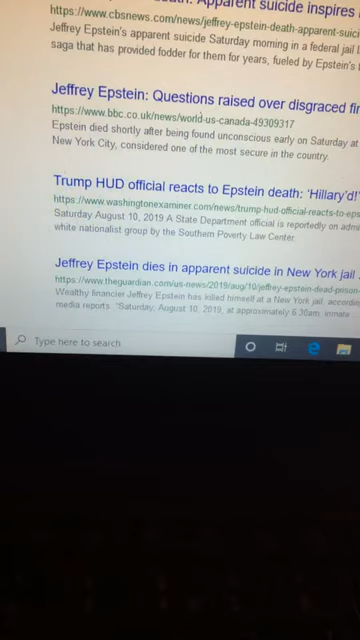 Apparent suicide inspires
https://www.cbsnews.com/news/jeffrey-epstein-death-apparent-suici
Jeffrey Epstein's apparent suicide Saturday morning in a federal jail
saga that has provided fodder for them for years, fueled by Epstein's
Jeffrey Epstein: Questions raised over disgraced fir
https://www.bbc.co.uk/news/world-us-canada-49309317
Epstein died shortly after being found unconscious early on Saturday at
New York City, considered one of the most secure in the country.
Trump HUD official reacts to Epstein death: 'Hillary'd!'
https://www.washingtonexaminer.com/news/trump-hud-official-reacts-to-eps
Saturday August 10, 2019 A State Department official is reportedly on adm
white nationalist group by the Southern Poverty Law Center
Jeffrey Epstein dies in apparent suicide in New York jail ...
https://www.theguardian.com/us-news/2019/aug/10/jeffrey-epstein-dead-prison-
Wealthy financier Jeffrey Epstein has killed himself at a New York jail, according
media reports. "Saturday, August 10, 2019, at approximately 6.30am, inmate ...
Type here to search